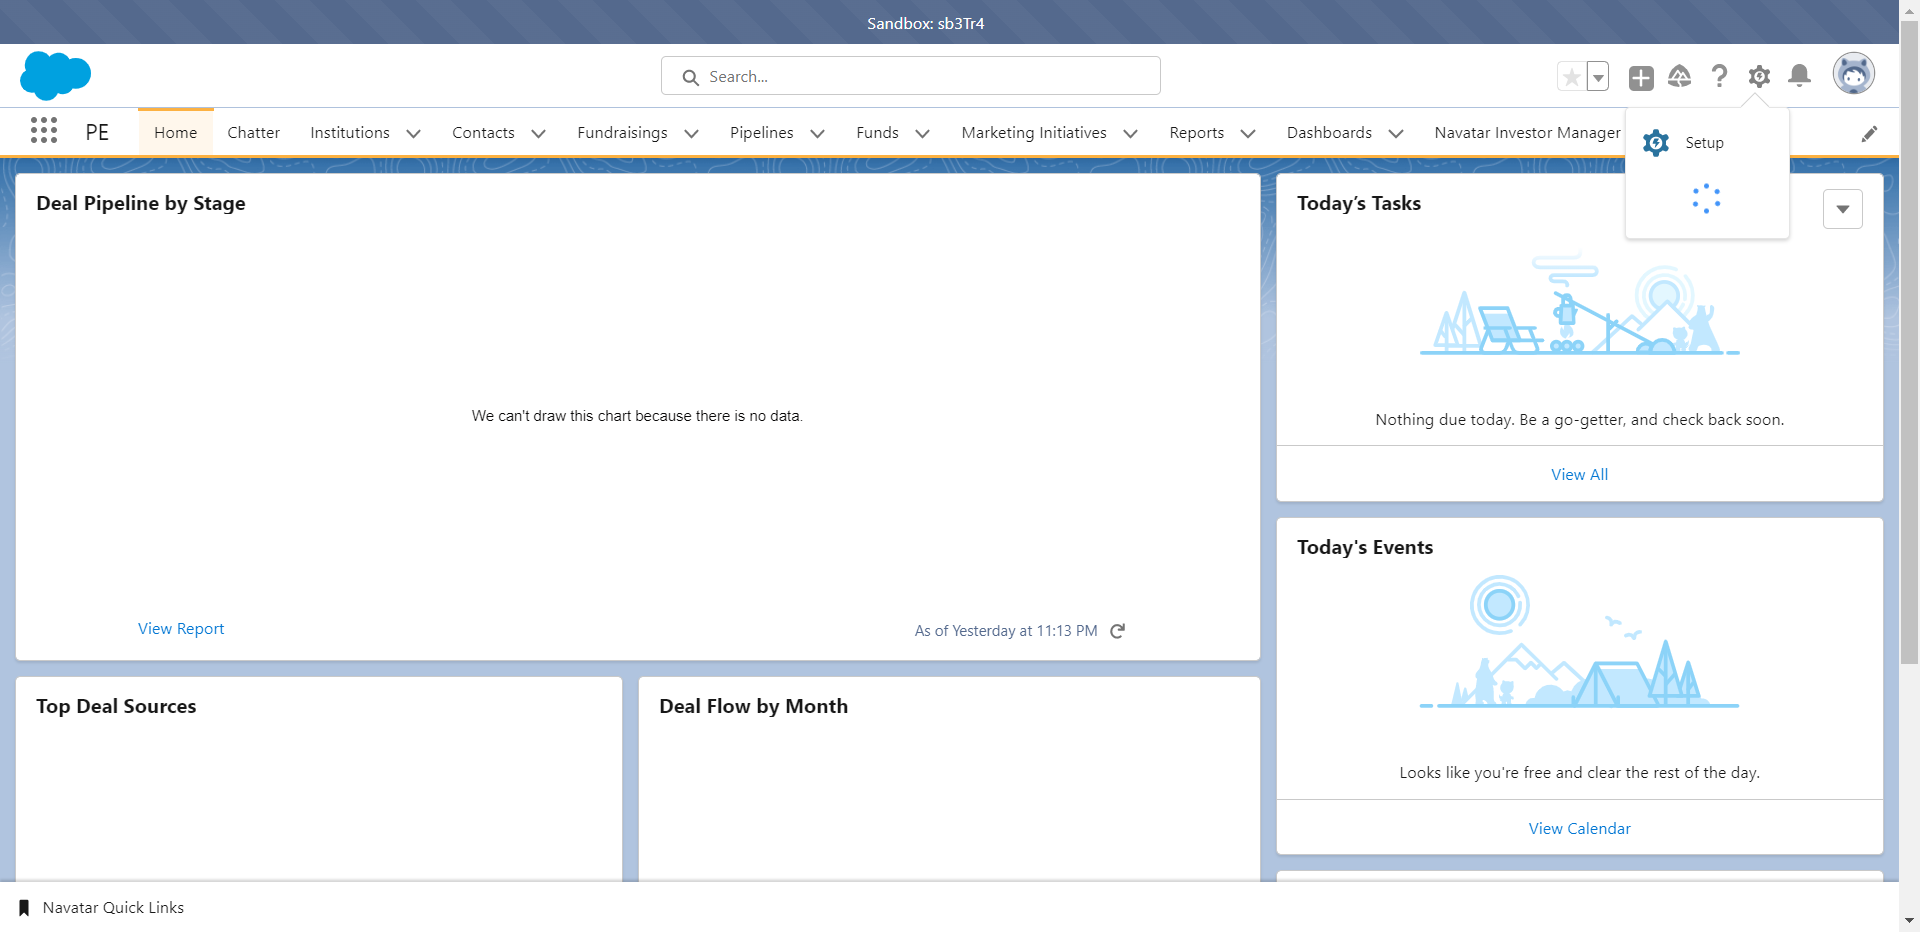 Sandbox: sb3Tr4
Search...
PE
Home
Chatter
Institutions
Contacts
Fundraisings
Pipelines
Funds
Marketing Initiatives
Reports
Dashboards
Navatar Investor Manager
Setup
Deal Pipeline by Stage
We can't draw this chart because there is no data.
View Report
As of Yesterday at 11:13 PM
Today’s Tasks
Nothing due today. Be a go-getter, and check back soon.
View All
Today's Events
Looks like you're free and clear the rest of the day.
View Calendar
Top Deal Sources
Deal Flow by Month
Navatar Quick Links